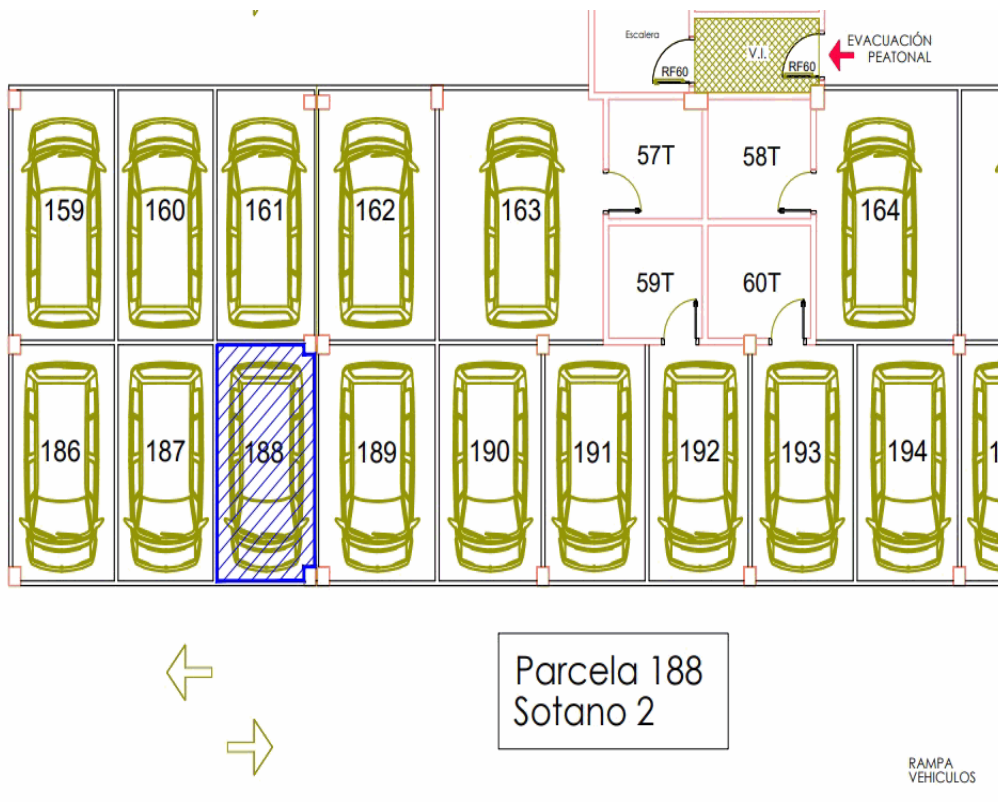 Escalera
V.I.
EVACUACIÓN
PEATONAL
RF60
RF60
57T
58T
159
160
161
162
163
164
59T
60T
186
187
188
189
190
191
192
193
194
1
Parcela 188
Sotano 2
RAMPA
VEHICULOS